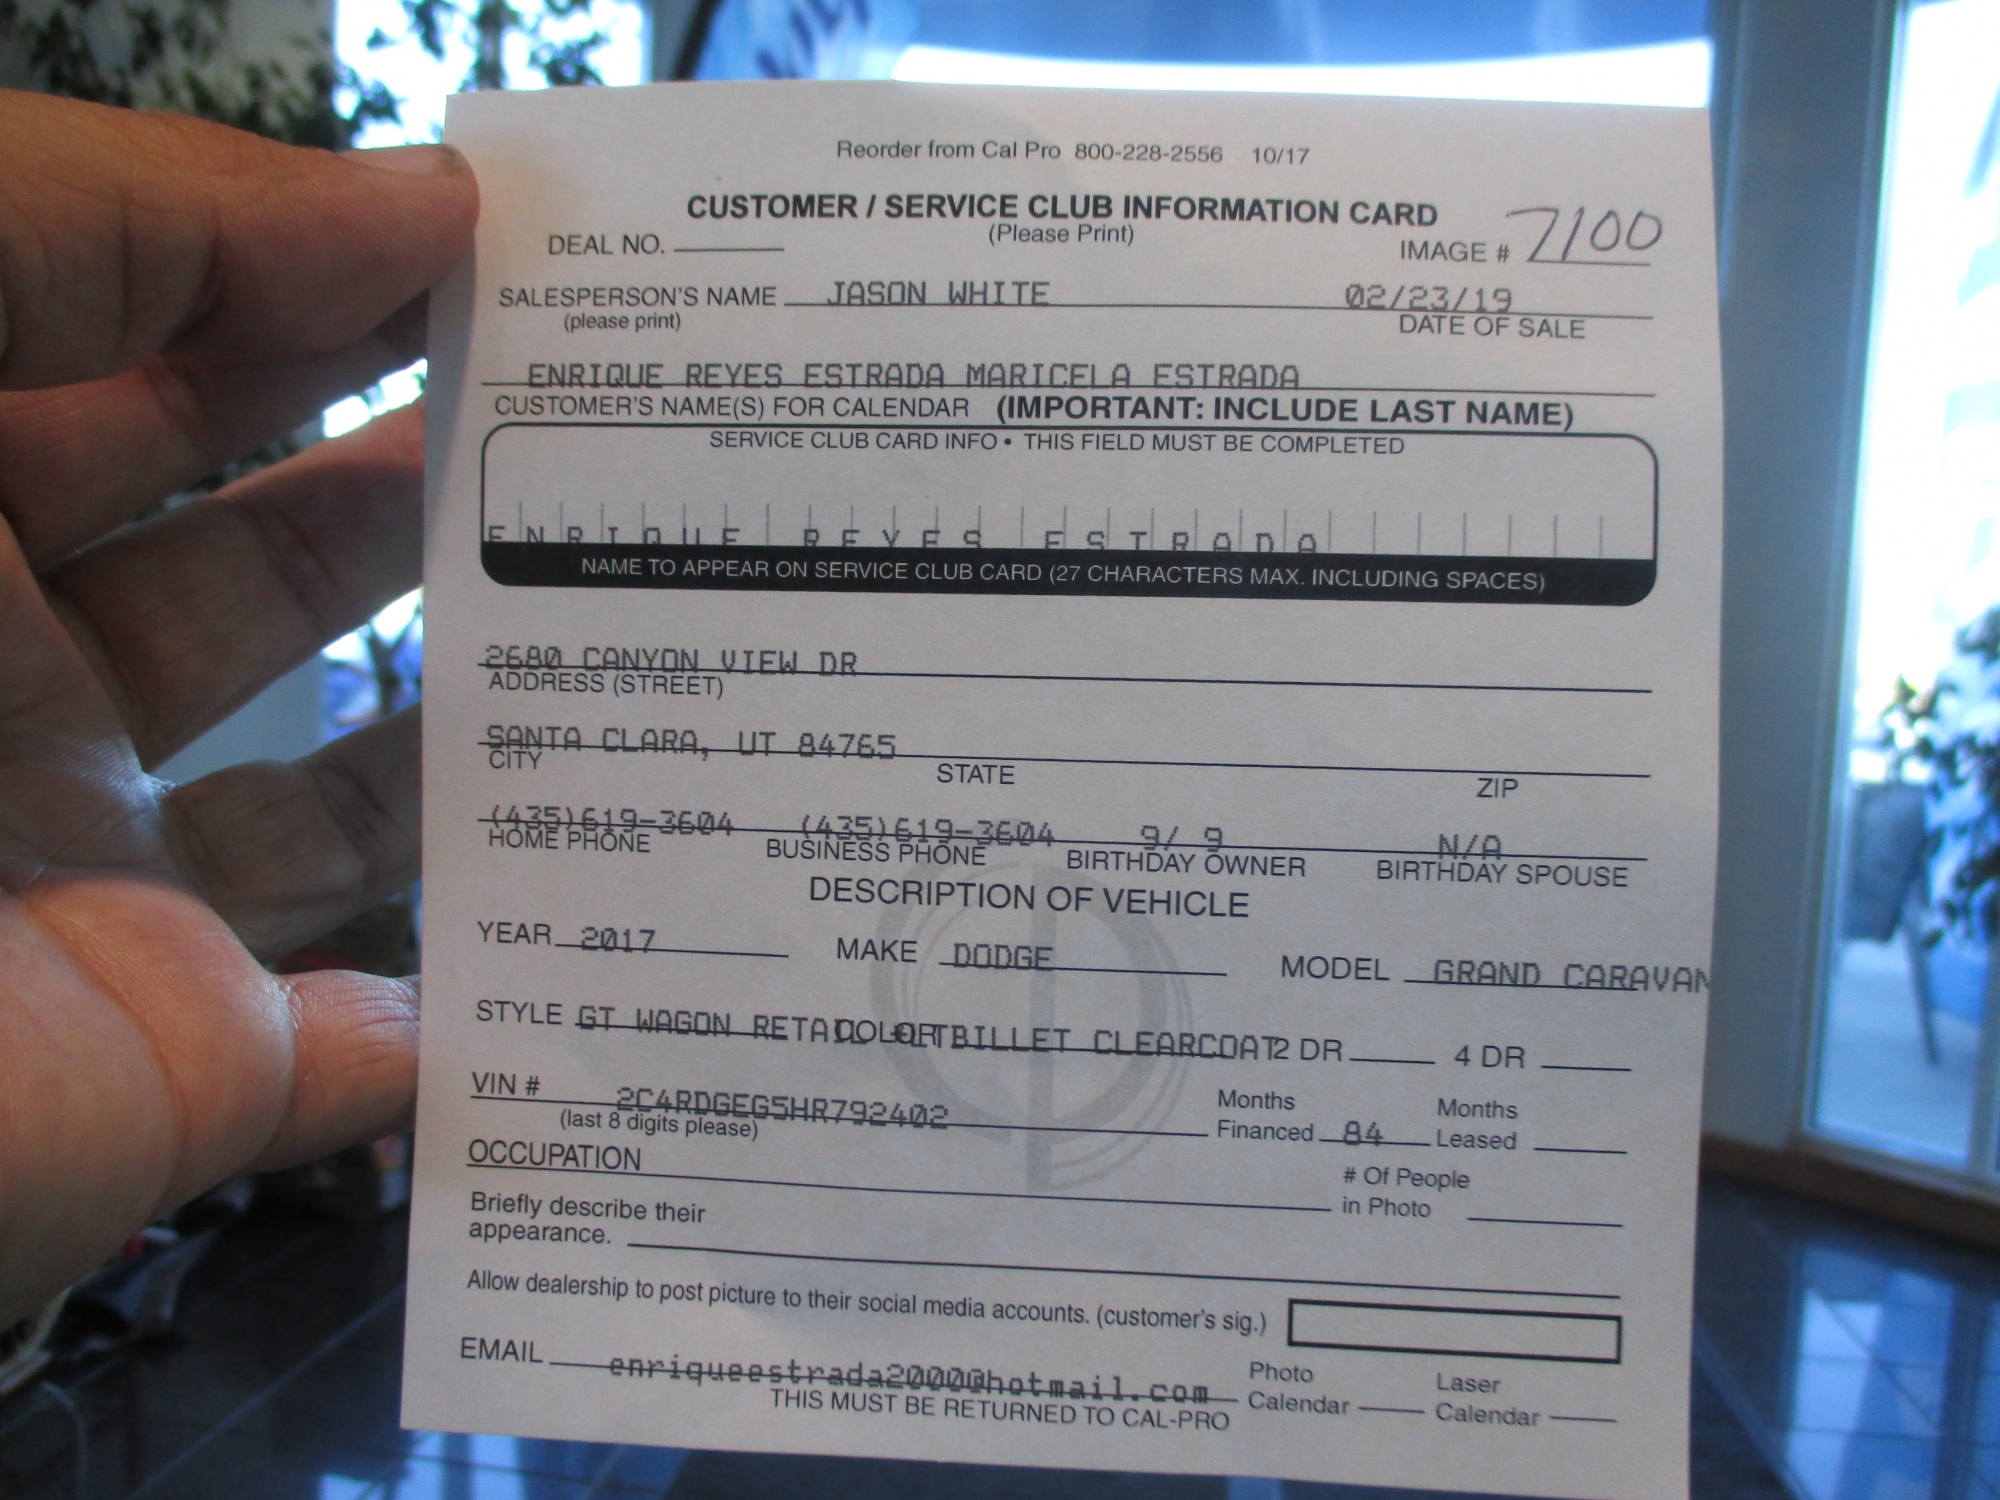 Reorder from Cal Pro 800-228-2556 10/17
CUSTOMER / SERVICE CLUB INFORMATION CARD
(Please Print)
DEAL NO. IMAGE # 7100
SALESPERSON'S NAME JASON WHITE 02/23/19
(please print) DATE OF SALE
ENRIQUE REYES ESTRADA MARICELA ESTRADA
CUSTOMER'S NAME(S) FOR CALENDAR (IMPORTANT: INCLUDE LAST NAME)
SERVICE CLUB CARD INFO • THIS FIELD MUST BE COMPLETED
ENRIQUE REYES ESTRADA
NAME TO APPEAR ON SERVICE CLUB CARD (27 CHARACTERS MAX. INCLUDING SPACES)
2680 CANYON VIEW DR
ADDRESS (STREET)
SANTA CLARA, UT 84765
CITY STATE ZIP
(435)619-3604 (435)619-3604 9/ 9 N/A
HOME PHONE BUSINESS PHONE BIRTHDAY OWNER BIRTHDAY SPOUSE
DESCRIPTION OF VEHICLE
YEAR 2017 MAKE DODGE MODEL GRAND CARAVAN
STYLE GT WAGON COLOR BILLET CLEARCOAT 2 DR 4 DR
VIN # 2C4RDGEG5HR792402
(last 8 digits please)
Months Financed 84 Months Leased
OCCUPATION
# Of People in Photo
Briefly describe their
appearance.
Allow dealership to post picture to their social media accounts. (customer's sig.)
EMAIL enriqueestrada2000@hotmail.com
Photo Calendar Laser Calendar
THIS MUST BE RETURNED TO CAL-PRO